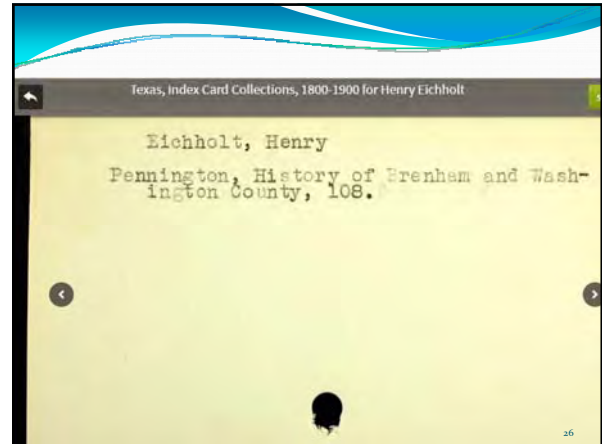 Texas, Index Card Collections, 1800-1900 for Henry Eichholt
Eichholt, Henry
Pennington, History of Brenham and Wash-
ington County, 108.
26